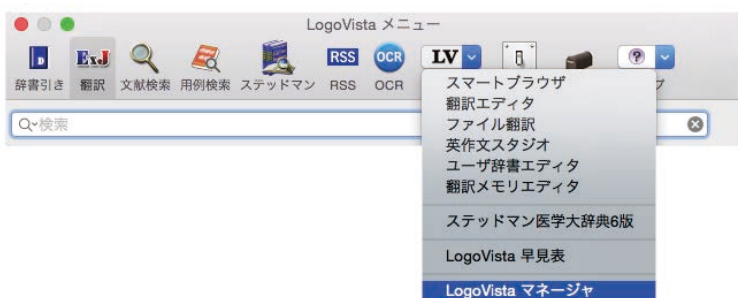 LogoVista メニュー
D ExJ RSS OCR LV ?
辞書引き 翻訳 文献検索 用例検索 ステッドマン RSS OCR
検索
スマートブラウザ
翻訳エディタ
ファイル翻訳
英作文スタジオ
ユーザ辞書エディタ
翻訳メモリエディタ
ステッドマン医学大辞典6版
LogoVista 早見表
LogoVista マネージャ